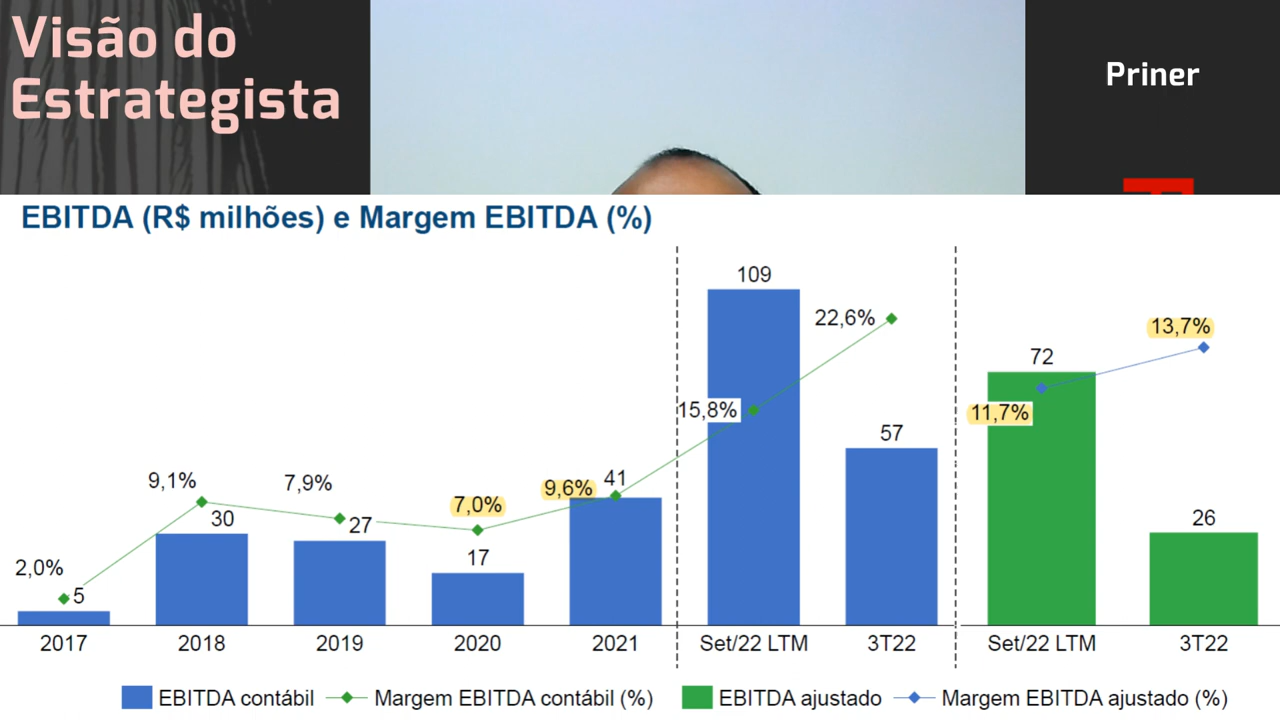 Visão do
Estrategista
Priner
EBITDA (R$ milhões) e Margem EBITDA (%)
109
22,6%
13,7%
72
15,8%
11,7%
57
9,1%
7,9%
7,0%
9,6%
41
30
27
17
26
2,0%
5
2017
2018
2019
2020
2021
Set/22 LTM
3T22
Set/22 LTM
3T22
EBITDA contábil
Margem EBITDA contábil (%)
EBITDA ajustado
Margem EBITDA ajustado (%)